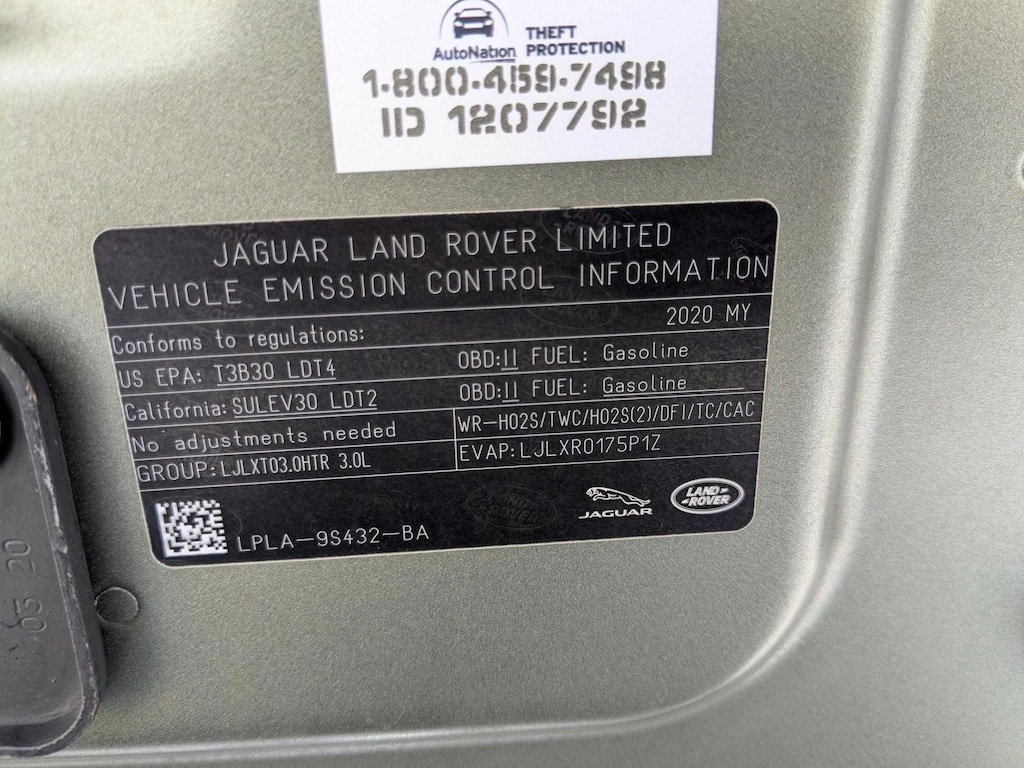 AutoNation
THEFT
PROTECTION
1-800-459-7498
ID 1207792
JAGUAR LAND ROVER LIMITED
VEHICLE EMISSION CONTROL INFORMATION
Conforms to regulations: 2020 MY
US EPA: T3B30 LDT4 OBD:II FUEL: Gasoline
California: SULEV30 LDT2 OBD:II FUEL: Gasoline
No adjustments needed WR-HO2S/TWC/HO2S(2)/DFI/TC/CAC
GROUP: LJLXT03.0HTR 3.0L EVAP: LJLXR0175P1Z
LPLA-9S432-BA
JAGUAR
LAND-
-ROVER
05 20